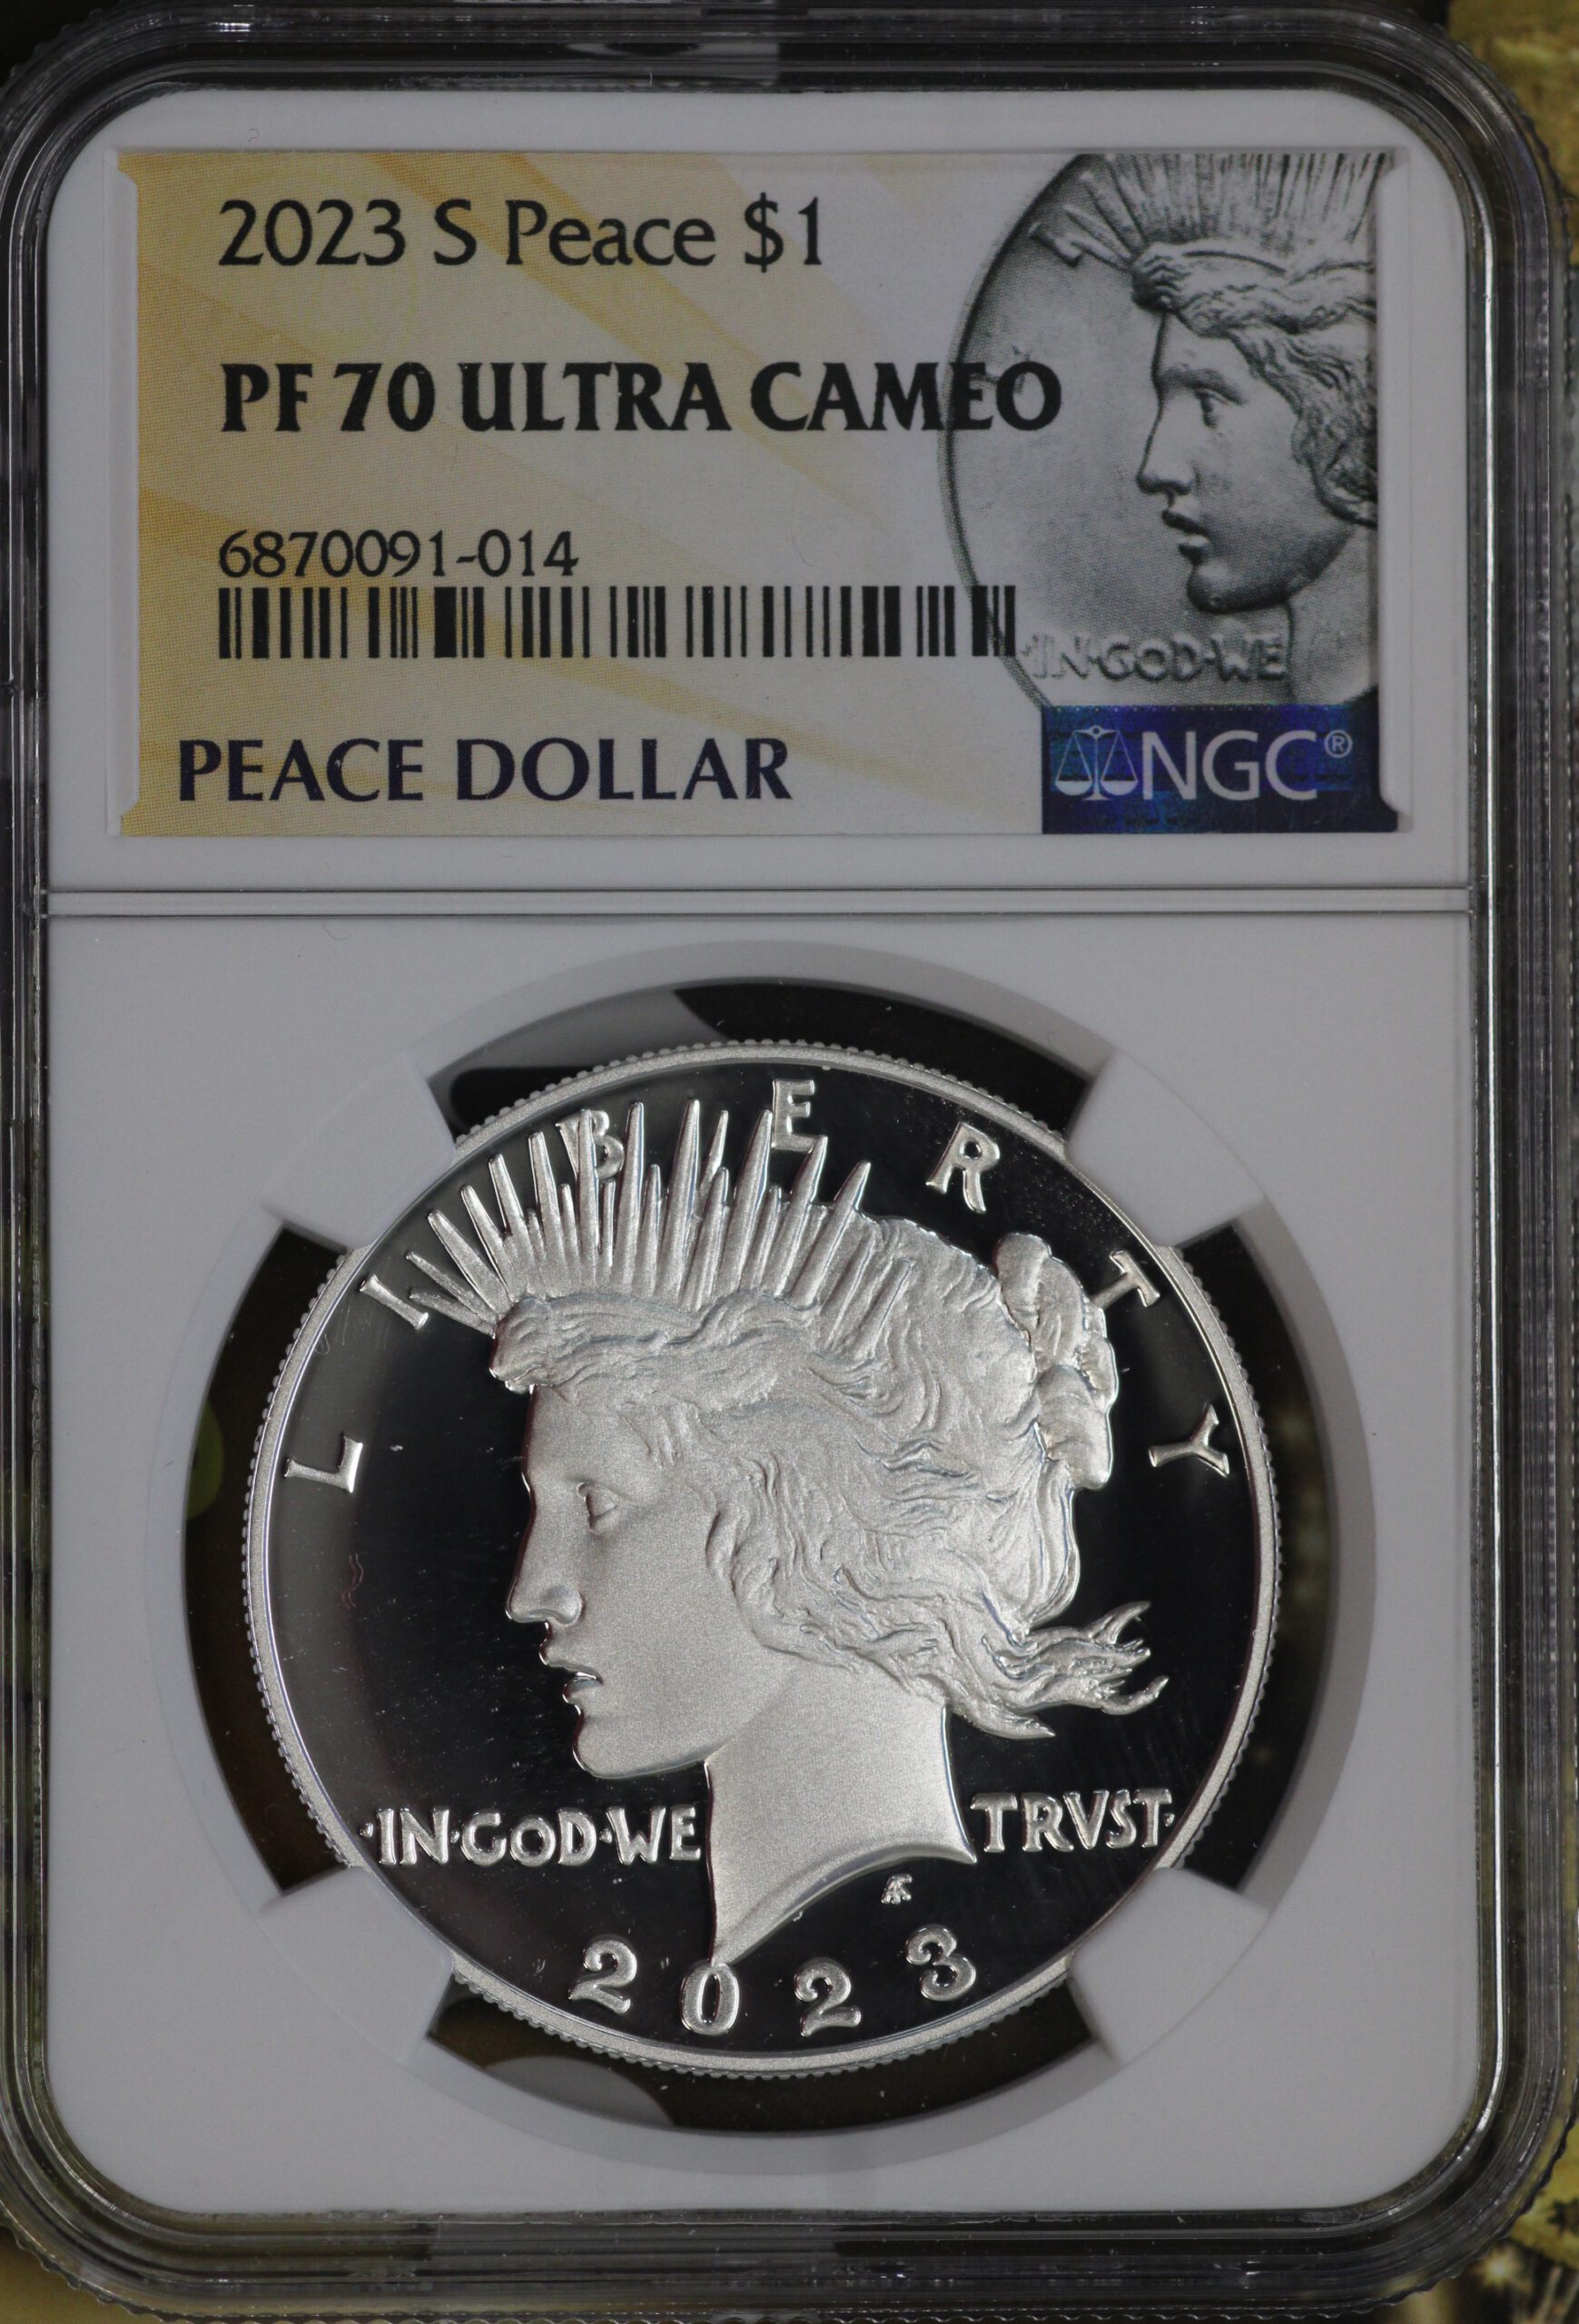 2023 S Peace $1
PF 70 ULTRA CAMEO
6870091-014
IN·GOD·WE
PEACE DOLLAR
NGC®
LIBERTY
·IN·GOD·WE TRVST·
2023